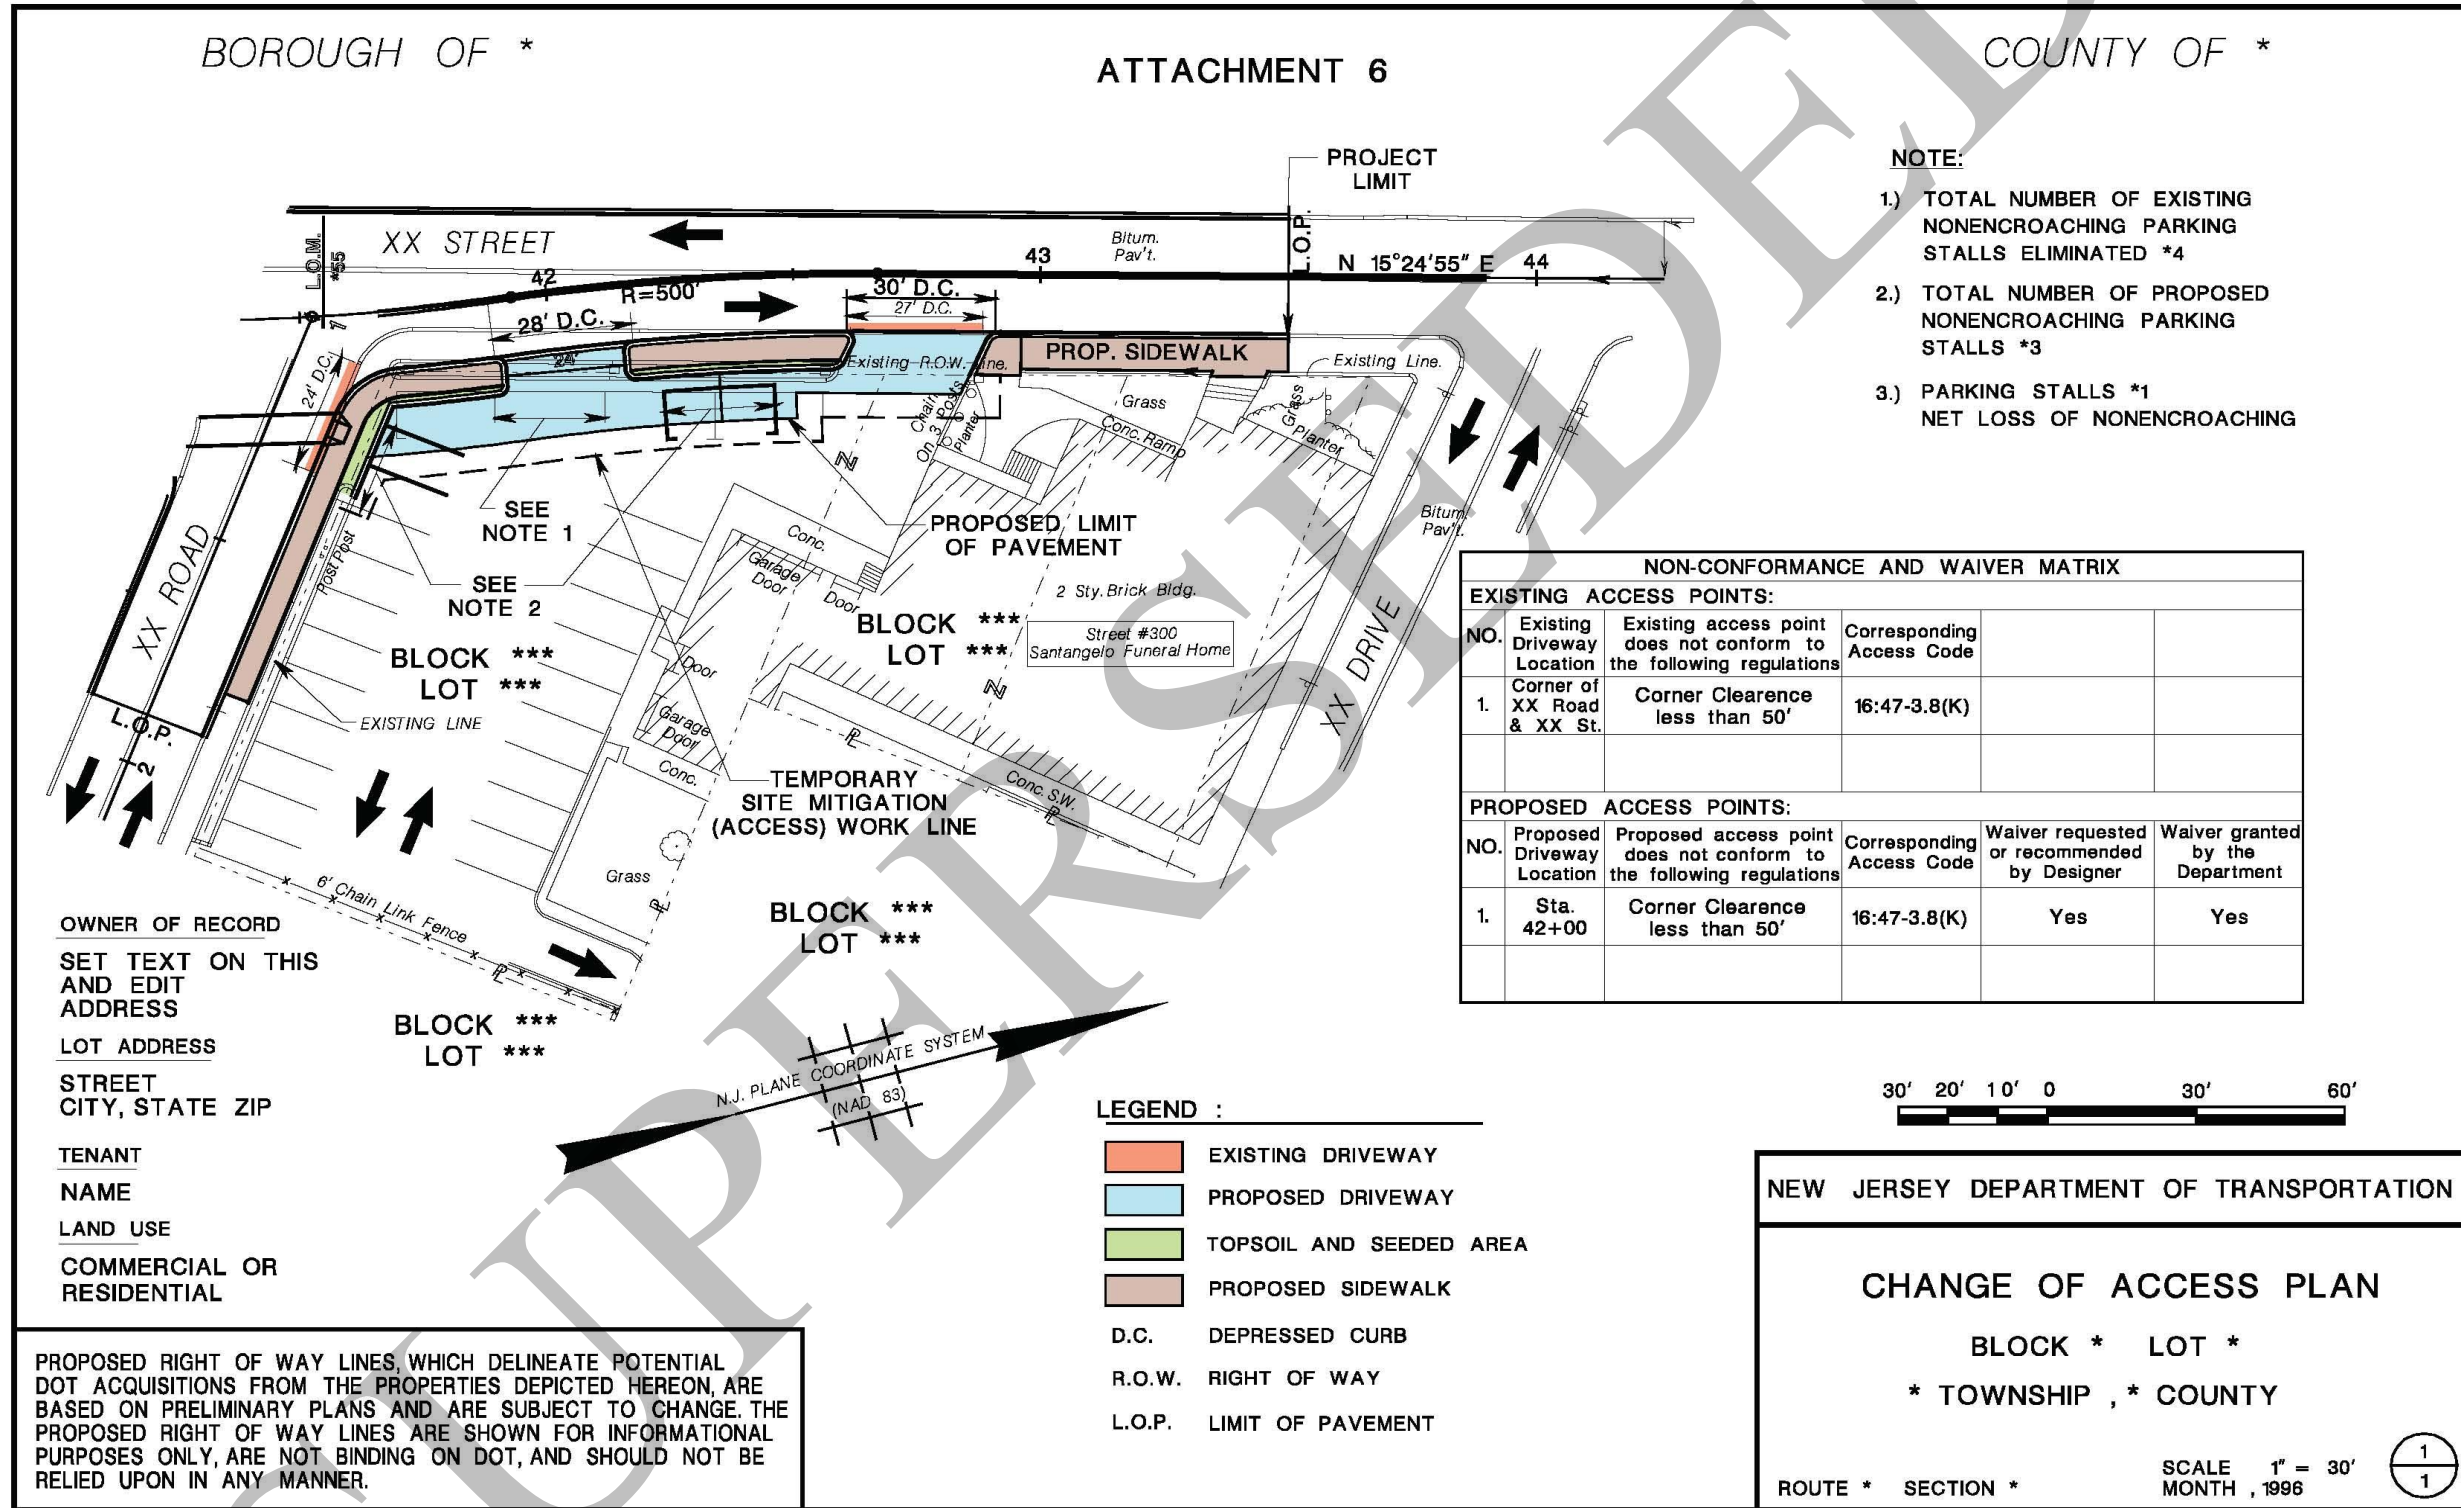 BOROUGH OF *
ATTACHMENT 6
COUNTY OF *
PROJECT
LIMIT
NOTE:
1.) TOTAL NUMBER OF EXISTING
NONENCROACHING PARKING
STALLS ELIMINATED *4
2.) TOTAL NUMBER OF PROPOSED
NONENCROACHING PARKING
STALLS *3
3.) PARKING STALLS *1
NET LOSS OF NONENCROACHING
L.O.M.
*55
XX STREET
Bitum.
Pav't.
L.O.P.
42
43
N 15°24'55" E
44
R=500'
30' D.C.
27' D.C.
28' D.C.
24'
1
24' D.C.
Existing R.O.W. Line.
PROP. SIDEWALK
Existing Line.
Chain
On 3 Posts
Planter
Grass
Conc. Ramp
Grass
Planter
SEE
NOTE 1
SEE
NOTE 2
PROPOSED LIMIT
OF PAVEMENT
Bitum.
Pav't.
XX ROAD
Post Post
Conc.
Garage
Door
Door
2 Sty. Brick Bldg.
BLOCK ***
LOT ***
Street #300
Santangelo Funeral Home
BLOCK ***
LOT ***
EXISTING LINE
Door
Garage
Door
Conc.
XX DRIVE
L.O.P.
2
TEMPORARY
SITE MITIGATION
(ACCESS) WORK LINE
Conc. S.W.
PL
PL
Grass
PL
6' Chain Link Fence
PL
BLOCK ***
LOT ***
BLOCK ***
LOT ***
NON-CONFORMANCE AND WAIVER MATRIX
EXISTING ACCESS POINTS:
NO.
Existing
Driveway
Location
Existing access point
does not conform to
the following regulations
Corresponding
Access Code
1.
Corner of
XX Road
& XX St.
Corner Clearence
less than 50'
16:47-3.8(K)
PROPOSED ACCESS POINTS:
NO.
Proposed
Driveway
Location
Proposed access point
does not conform to
the following regulations
Corresponding
Access Code
Waiver requested
or recommended
by Designer
Waiver granted
by the
Department
1.
Sta.
42+00
Corner Clearence
less than 50'
16:47-3.8(K)
Yes
Yes
OWNER OF RECORD
SET TEXT ON THIS
AND EDIT
ADDRESS
LOT ADDRESS
STREET
CITY, STATE ZIP
TENANT
NAME
LAND USE
COMMERCIAL OR
RESIDENTIAL
N.J. PLANE COORDINATE SYSTEM
(NAD 83)
LEGEND :
EXISTING DRIVEWAY
PROPOSED DRIVEWAY
TOPSOIL AND SEEDED AREA
PROPOSED SIDEWALK
D.C. DEPRESSED CURB
R.O.W. RIGHT OF WAY
L.O.P. LIMIT OF PAVEMENT
30' 20' 10' 0 30' 60'
PROPOSED RIGHT OF WAY LINES, WHICH DELINEATE POTENTIAL
DOT ACQUISITIONS FROM THE PROPERTIES DEPICTED HEREON, ARE
BASED ON PRELIMINARY PLANS AND ARE SUBJECT TO CHANGE. THE
PROPOSED RIGHT OF WAY LINES ARE SHOWN FOR INFORMATIONAL
PURPOSES ONLY, ARE NOT BINDING ON DOT, AND SHOULD NOT BE
RELIED UPON IN ANY MANNER.
NEW JERSEY DEPARTMENT OF TRANSPORTATION
CHANGE OF ACCESS PLAN
BLOCK * LOT *
* TOWNSHIP , * COUNTY
ROUTE * SECTION *
SCALE 1" = 30'
MONTH , 1996
1
1
SUPERSEDED